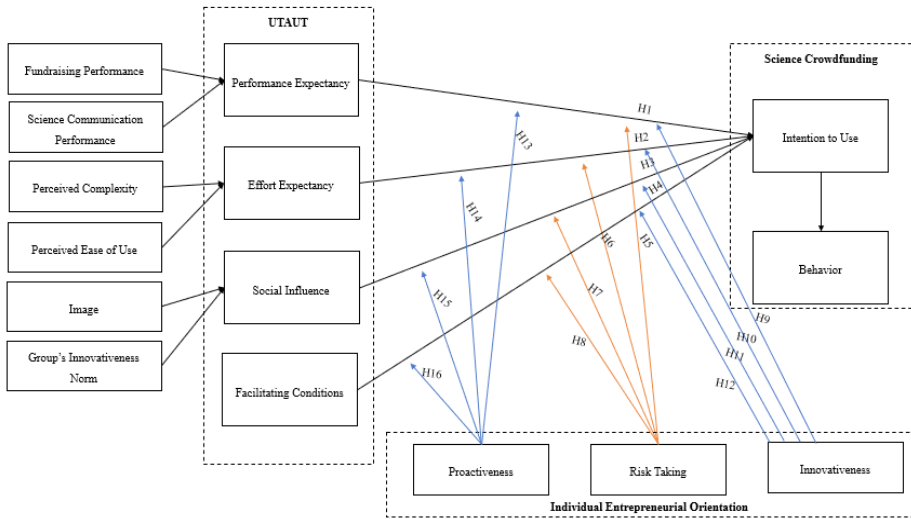 UTAUT
Fundraising Performance
Science Communication
Performance
Perceived Complexity
Perceived Ease of Use
Image
Group's Innovativeness
Norm
Performance Expectancy
Effort Expectancy
Social Influence
Facilitating Conditions
H1
H2
H3
H4
H13
H14
H15
H16
H5
H6
H7
H8
H9
H10
H11
H12
Science Crowdfunding
Intention to Use
Behavior
Proactiveness
Risk Taking
Innovativeness
Individual Entrepreneurial Orientation